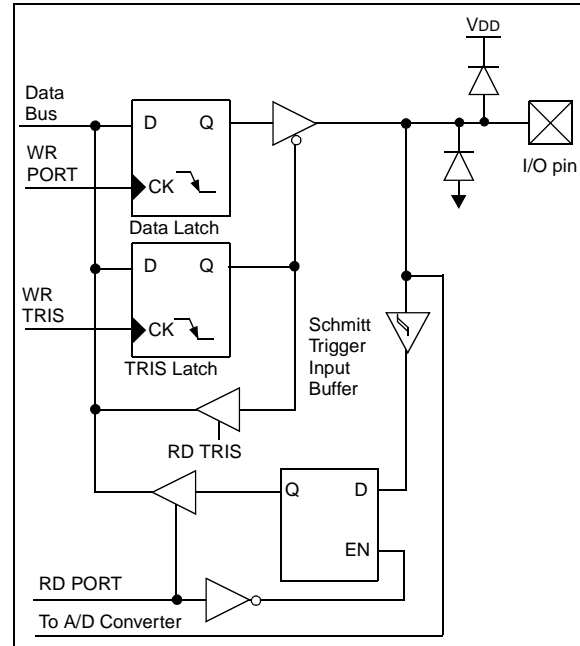 VDD
Data
Bus
D Q
WR
PORT
CK
I/O pin
Data Latch
D Q
WR
TRIS
CK
Schmitt
Trigger
Input
Buffer
TRIS Latch
RD TRIS
Q D
EN
RD PORT
To A/D Converter